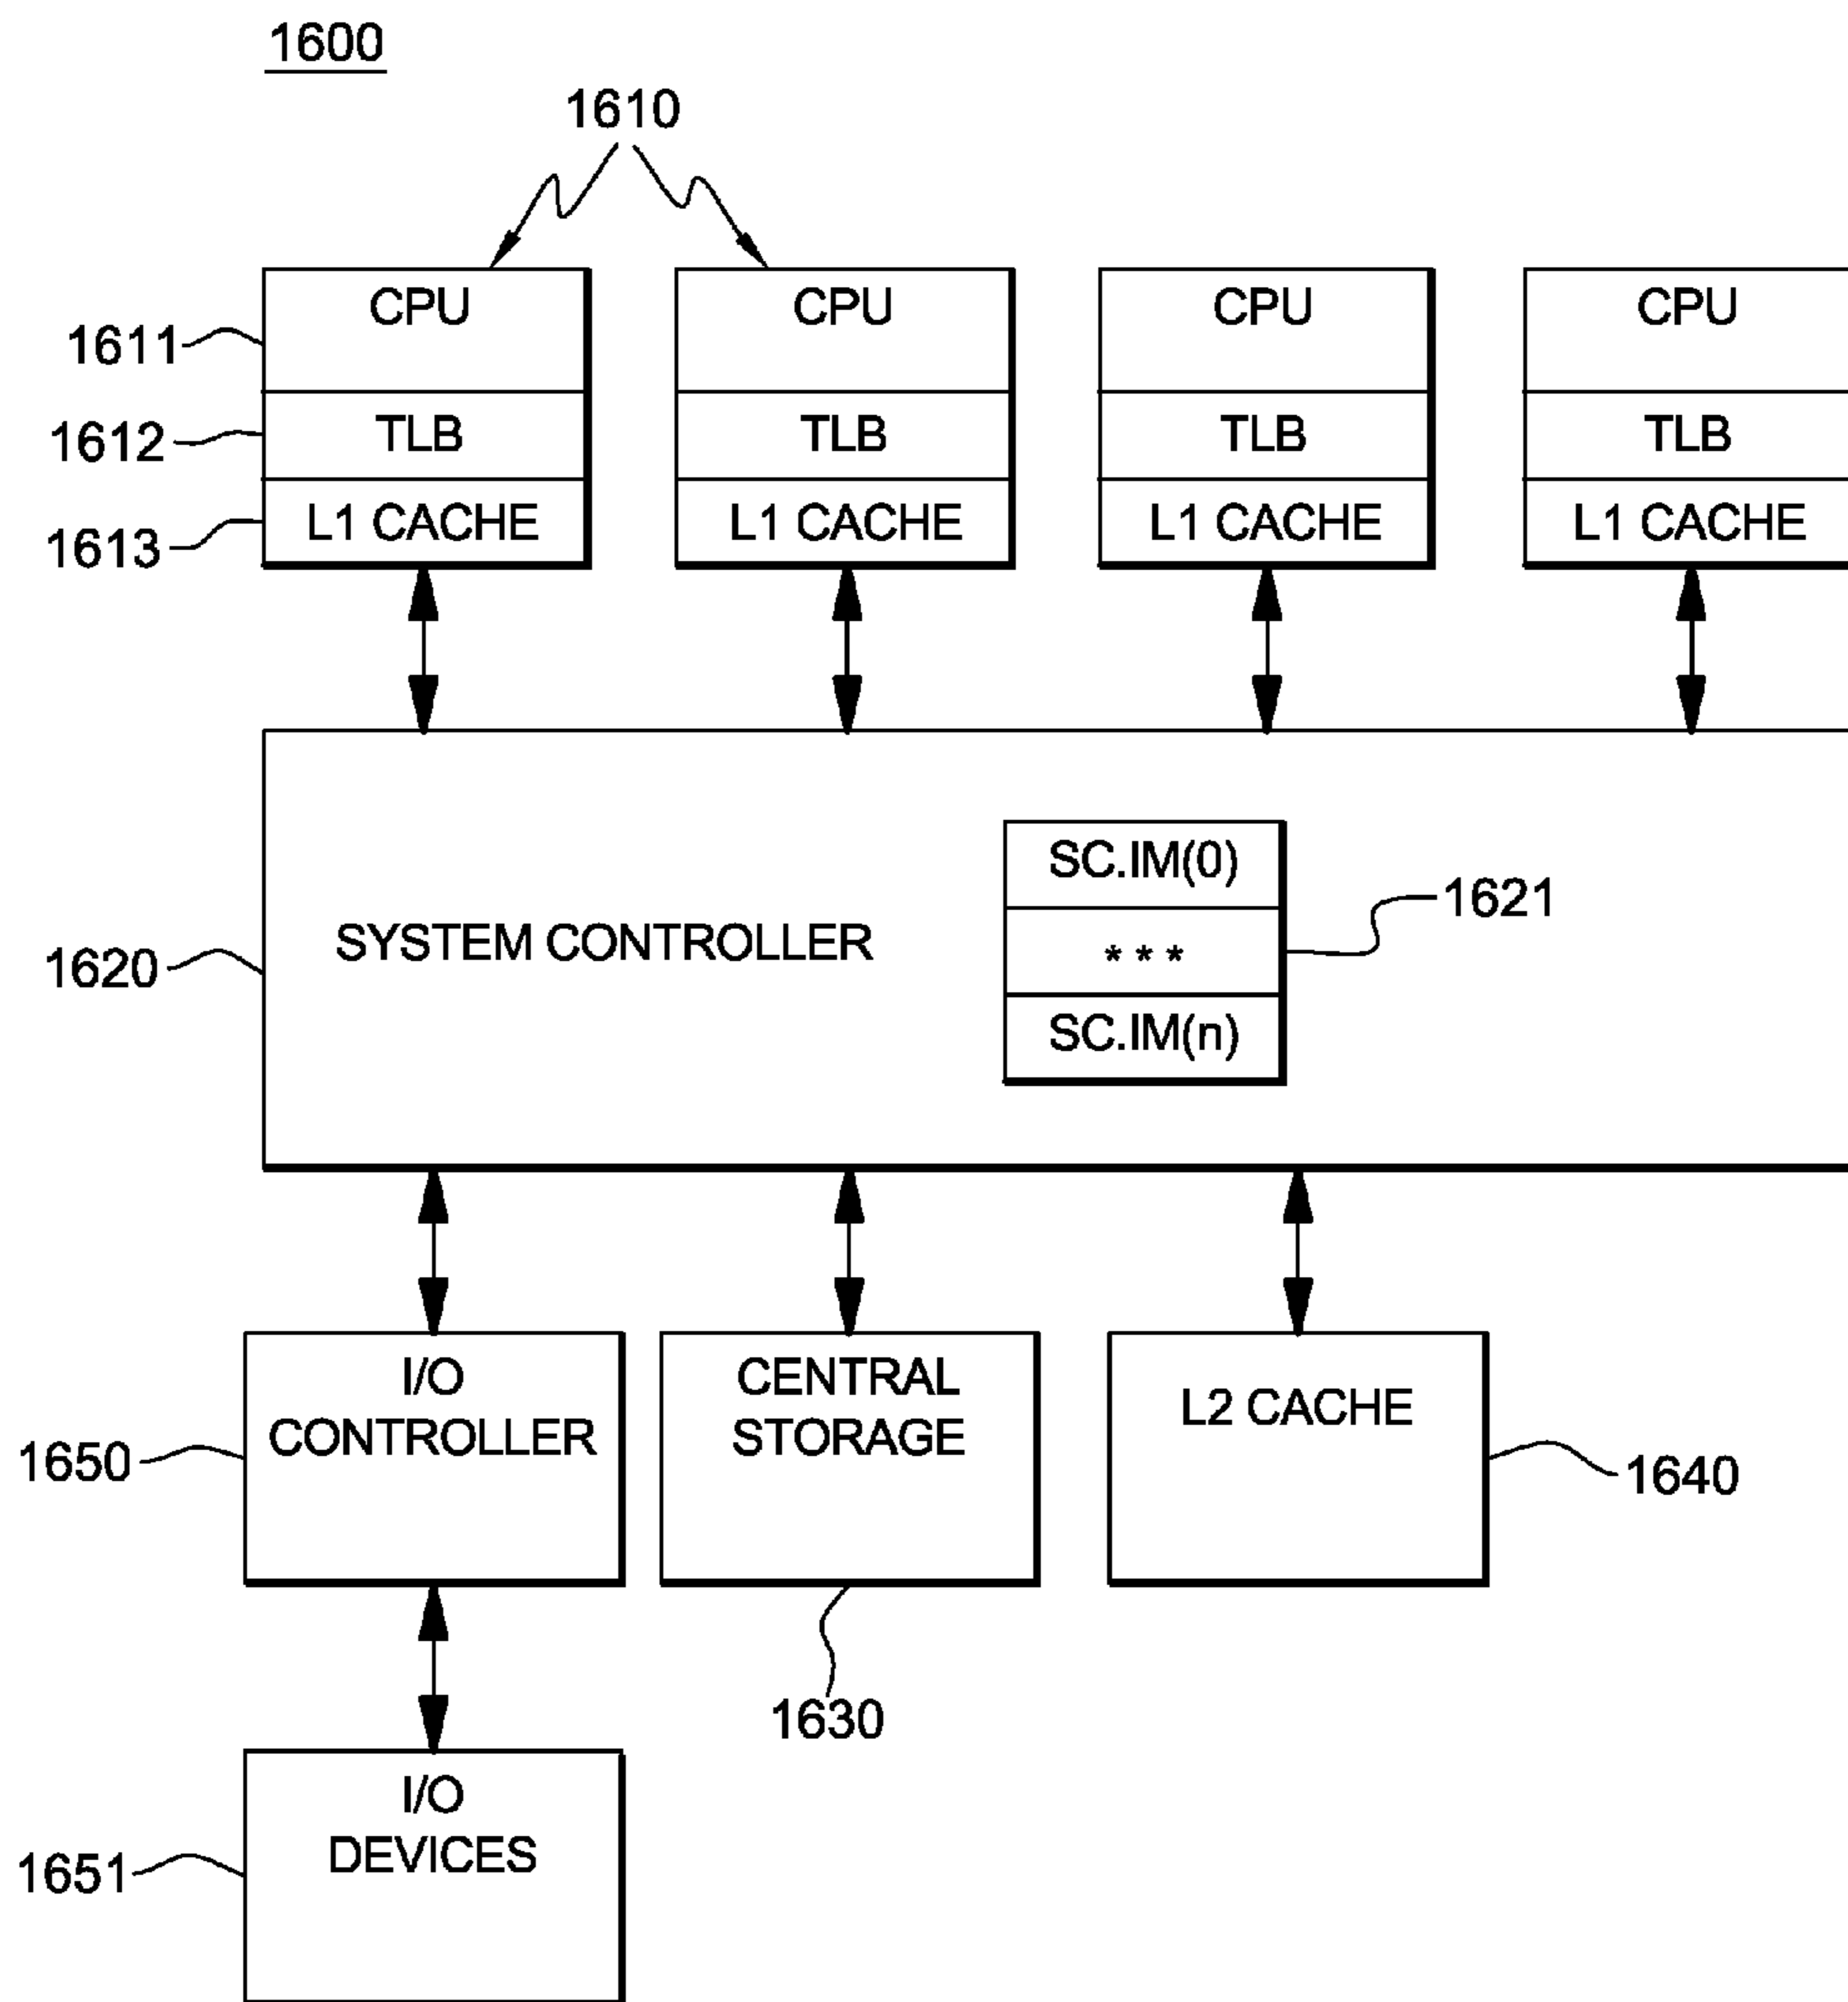 1600
1610
CPU
CPU
CPU
CPU
1611
TLB
TLB
TLB
TLB
1612
L1 CACHE
L1 CACHE
L1 CACHE
L1 CACHE
1613
SC.IM(0)
1621
SYSTEM CONTROLLER
* * *
1620
SC.IM(n)
I/O
CONTROLLER
CENTRAL
STORAGE
L2 CACHE
1650
1640
1630
I/O
DEVICES
1651